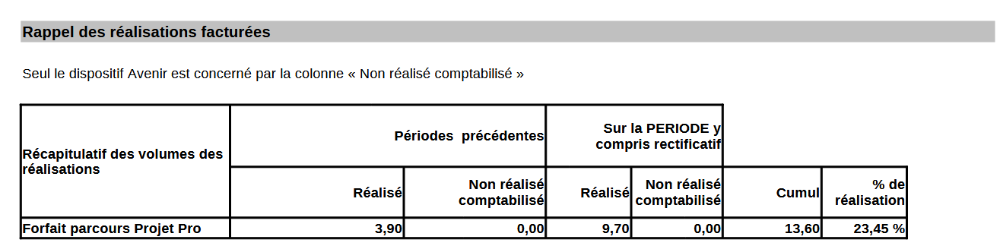 Rappel des réalisations facturées
Seul le dispositif Avenir est concerné par la colonne « Non réalisé comptabilisé »
Récapitulatif des volumes des
réalisations
Périodes  précédentes
Sur la PERIODE y
compris rectificatif
Réalisé
Non réalisé
comptabilisé
Réalisé
Non réalisé
comptabilisé
Cumul
% de
réalisation
Forfait parcours Projet Pro 3,90 0,00 9,70 0,00 13,60 23,45 %